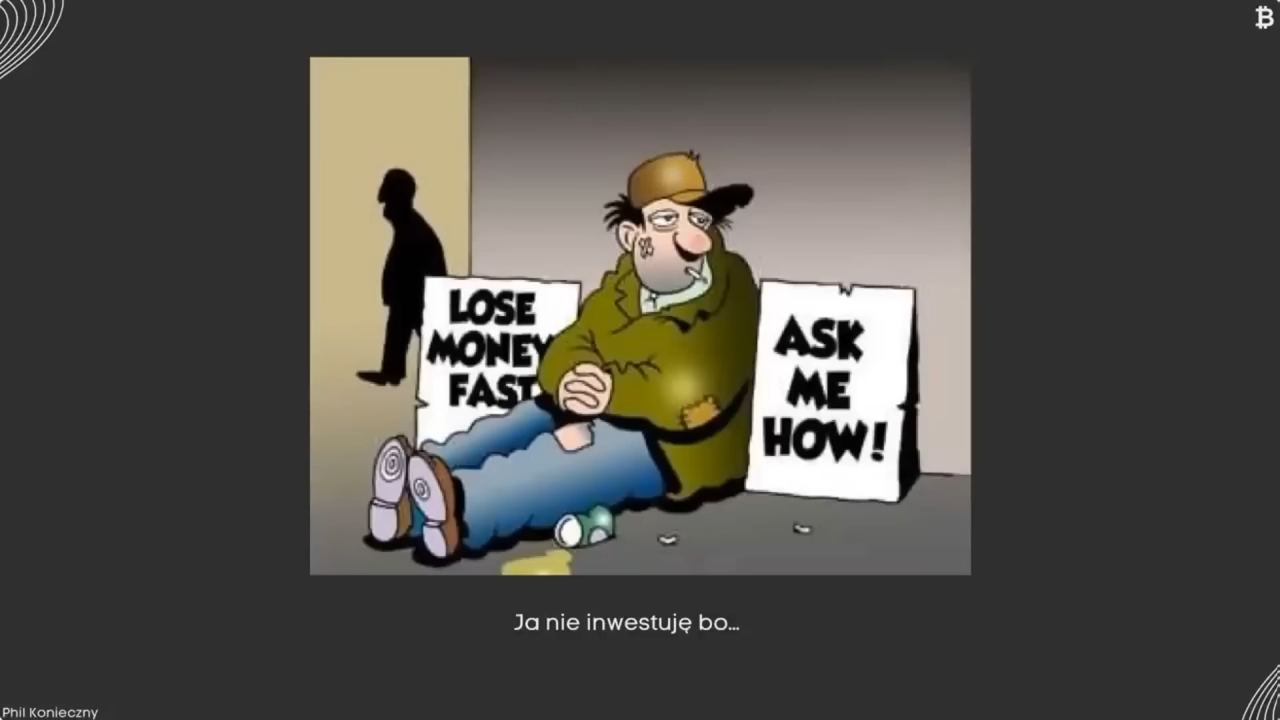 LOSE
MONEY
FAST
ASK
ME
HOW!
Ja nie inwestuję bo...
Phil Konieczny